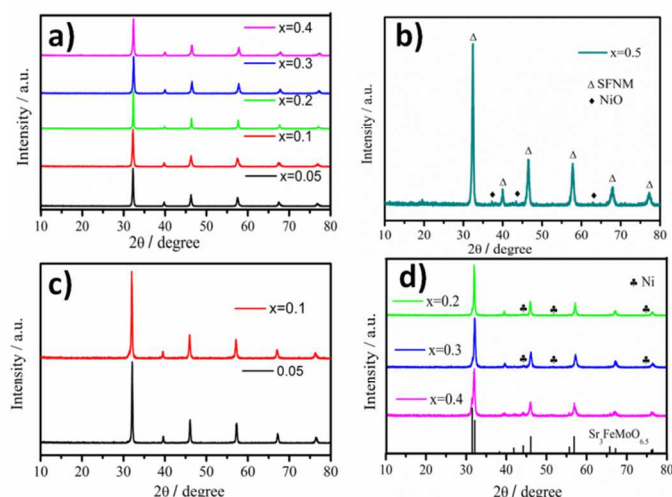 a)
x=0.4
x=0.3
x=0.2
x=0.1
x=0.05
Intensity / a.u.
10 20 30 40 50 60 70 80
2θ / degree
b)
x=0.5
Δ SFNM
♦ NiO
Δ
Δ
Δ
Δ
Δ
Δ
♦
♦
♦
Intensity / a.u.
10 20 30 40 50 60 70 80
2θ / degree
c)
x=0.1
0.05
Intensity / a.u.
10 20 30 40 50 60 70 80
2θ / degree
d)
♣ Ni
x=0.2
♣ ♣ ♣
x=0.3
♣ ♣ ♣
x=0.4
Sr3FeMoO6.5
Intensity / a.u.
10 20 30 40 50 60 70 80
2θ / degree